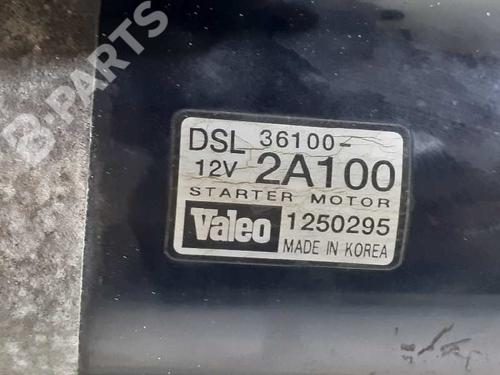 B-PARTS
DSL 36100-
12V 2A100
STARTER MOTOR
Valeo 1250295
MADE IN KOREA